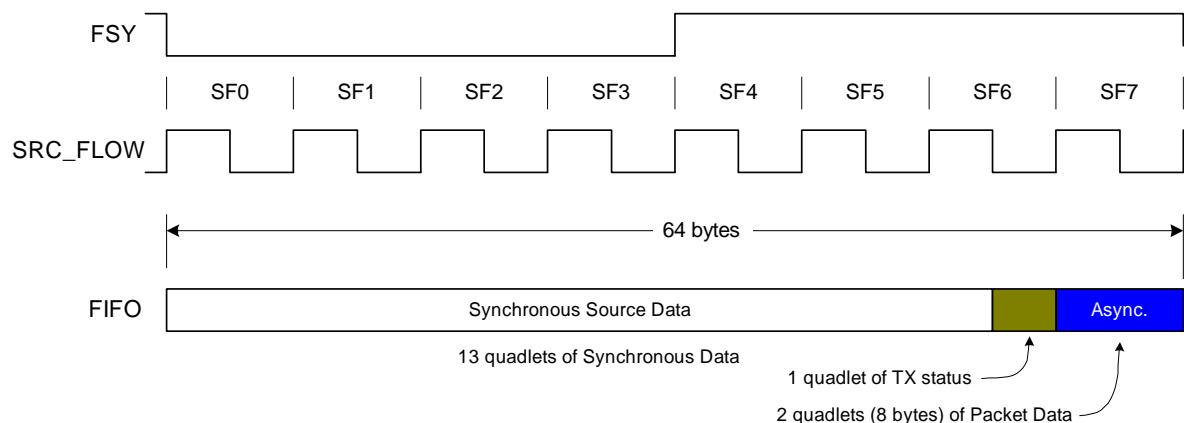 FSY
SF0 SF1 SF2 SF3 SF4 SF5 SF6 SF7
SRC_FLOW
64 bytes
FIFO
Synchronous Source Data
Async.
13 quadlets of Synchronous Data
1 quadlet of TX status
2 quadlets (8 bytes) of Packet Data